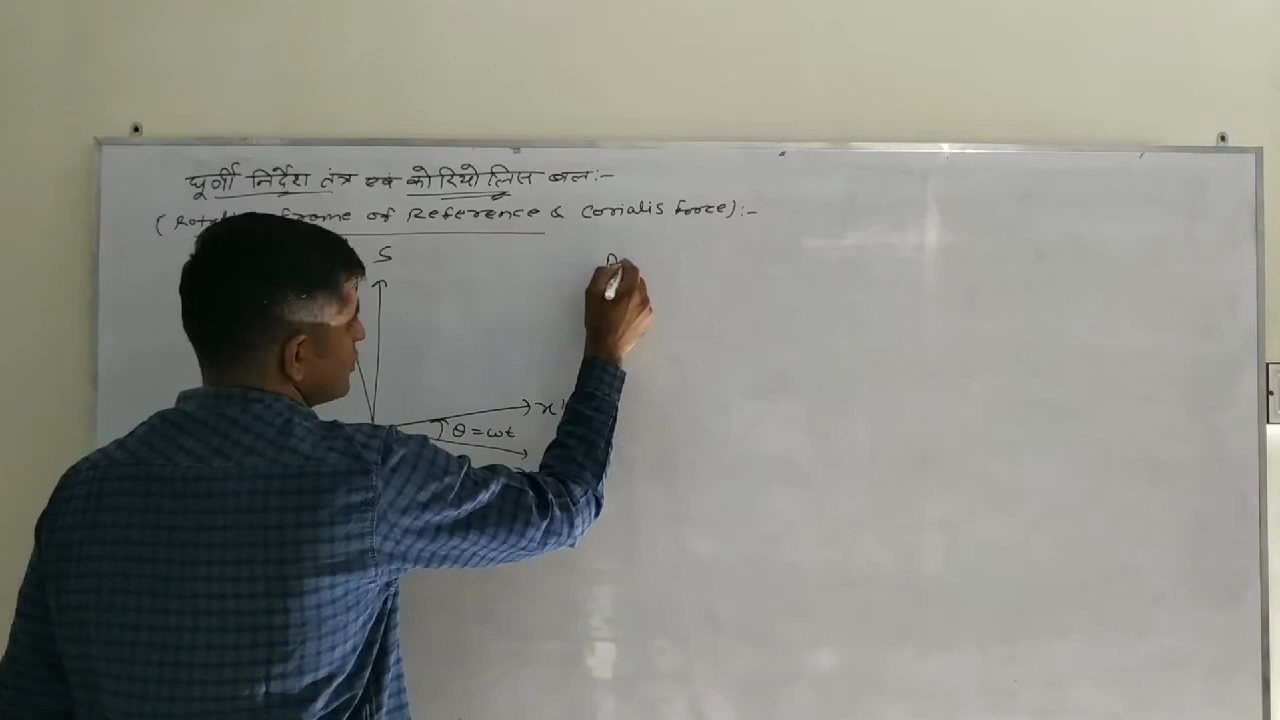 घूर्णी निर्देश तंत्र एवं कोरियोलिस बल:-
frame of Reference & Corialis force):-
S
x'
θ = ωt